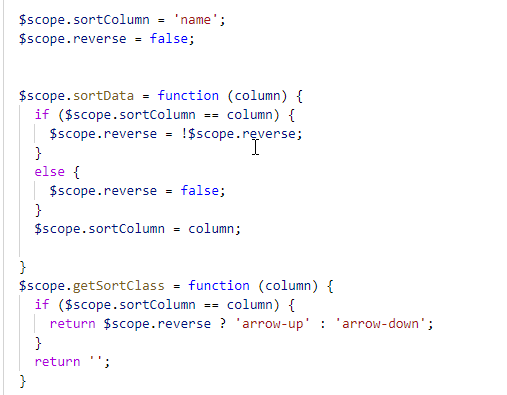 $scope.sortColumn = 'name';
$scope.reverse = false;
$scope.sortData = function (column) {
if ($scope.sortColumn == column) {
$scope.reverse = !$scope.reverse;
}
else {
$scope.reverse = false;
}
$scope.sortColumn = column;
}
$scope.getSortClass = function (column) {
if ($scope.sortColumn == column) {
return $scope.reverse ? 'arrow-up' : 'arrow-down';
}
return '';
}